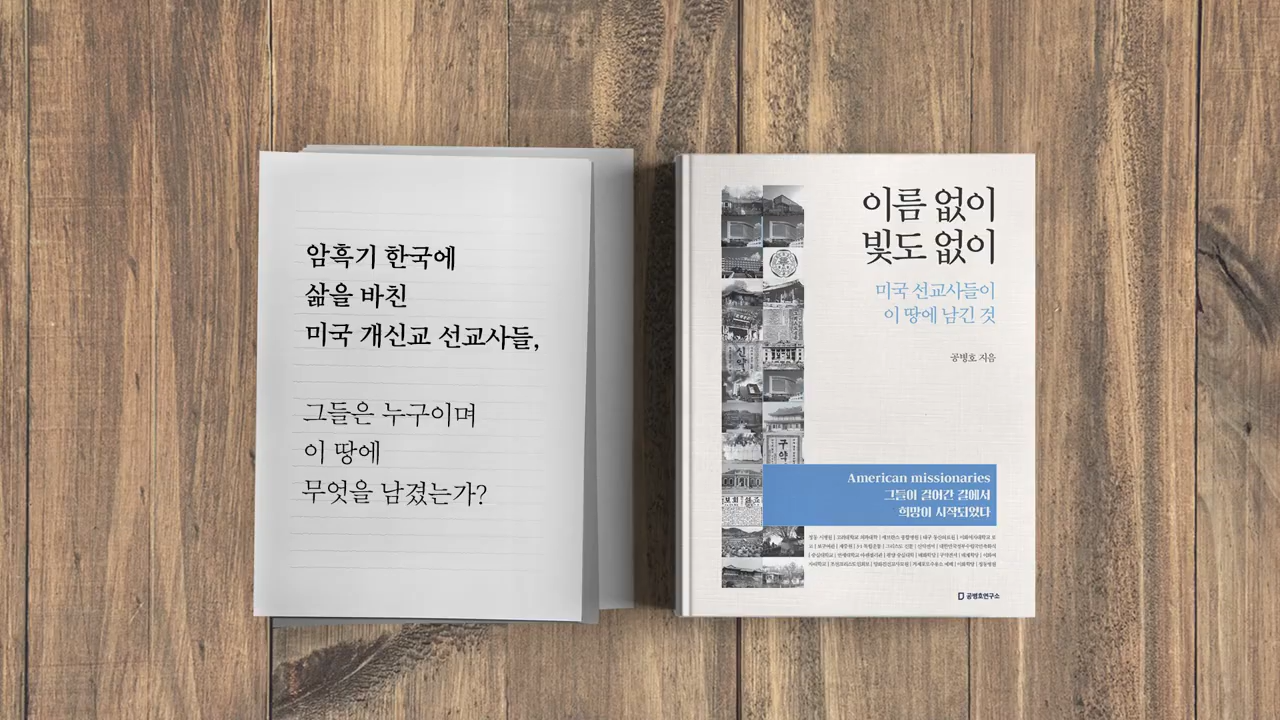 암흑기 한국에
삶을 바친
미국 개신교 선교사들,
그들은 누구이며
이 땅에
무엇을 남겼는가?
이름 없이
빛도 없이
미국 선교사들이
이 땅에 남긴 것
공병호 지음
신약
구약
American missionaries
그들이 걸어간 길에서
희망이 시작되었다
공병호연구소